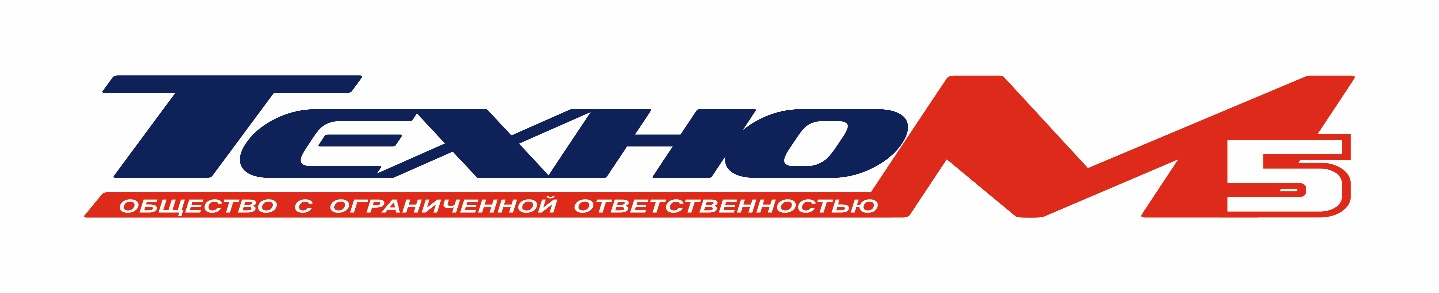 ТЕХНОМ5
ОБЩЕСТВО С ОГРАНИЧЕННОЙ ОТВЕТСТВЕННОСТЬЮ